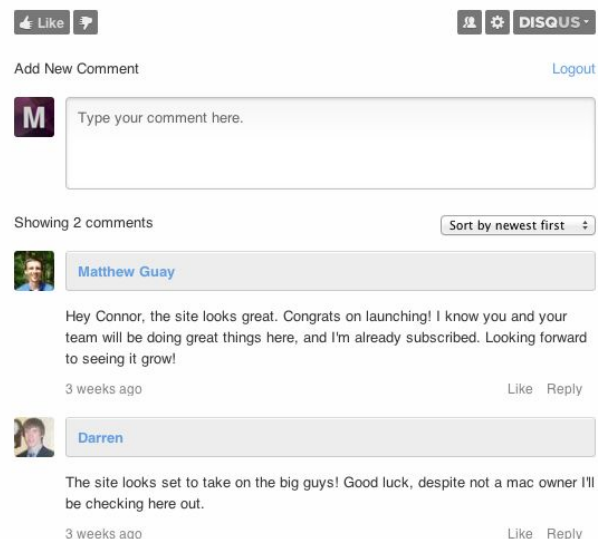 Like
DISQUS
Add New Comment
Logout
M
Type your comment here.
Showing 2 comments
Sort by newest first
Matthew Guay
Hey Connor, the site looks great. Congrats on launching! I know you and your
team will be doing great things here, and I'm already subscribed. Looking forward
to seeing it grow!
3 weeks ago
Like Reply
Darren
The site looks set to take on the big guys! Good luck, despite not a mac owner I'll
be checking here out.
3 weeks ago
Like Reply